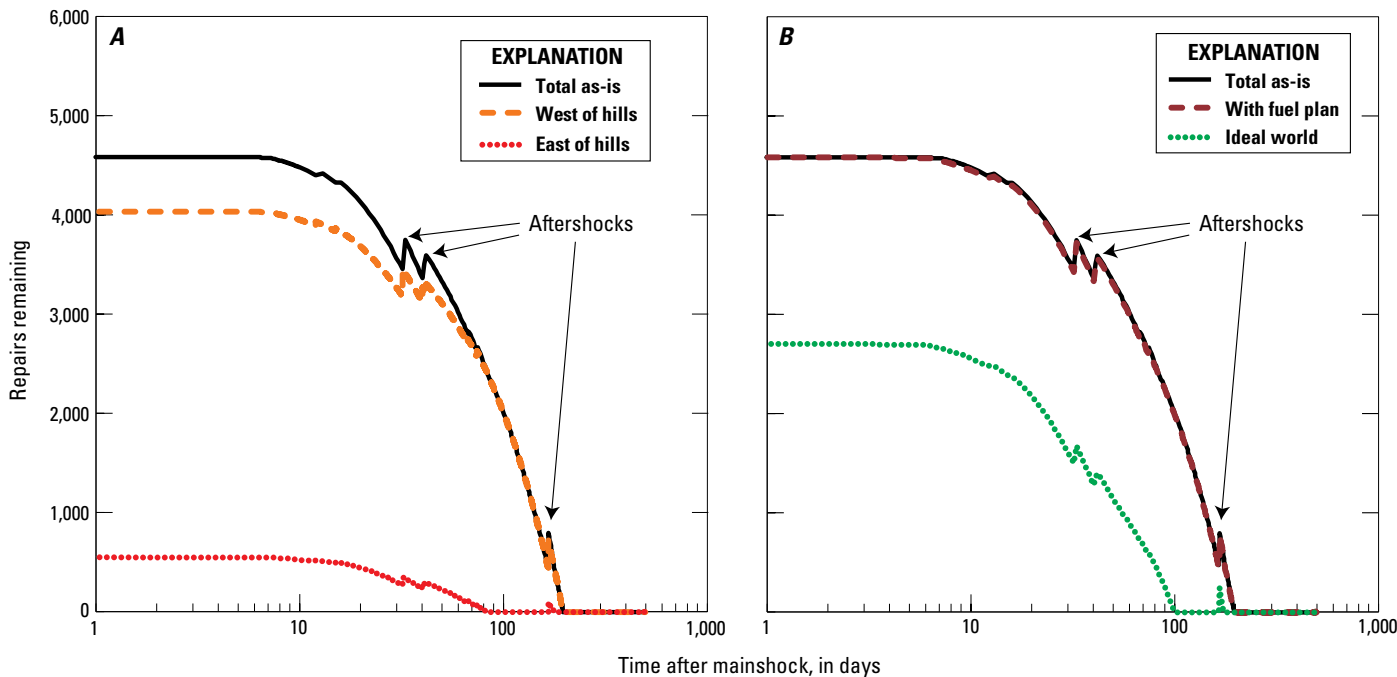 A
6,000
5,000
4,000
3,000
2,000
1,000
0
Repairs remaining
EXPLANATION
Total as-is
West of hills
East of hills
Aftershocks
1
10
100
1,000
B
EXPLANATION
Total as-is
With fuel plan
Ideal world
Aftershocks
1
10
100
1,000
Time after mainshock, in days